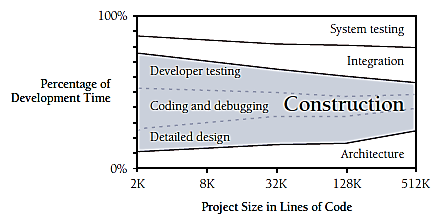 100%
System testing
Integration
Percentage of
Development Time
Developer testing
Coding and debugging
Construction
Detailed design
Architecture
0%
2K 8K 32K 128K 512K
Project Size in Lines of Code